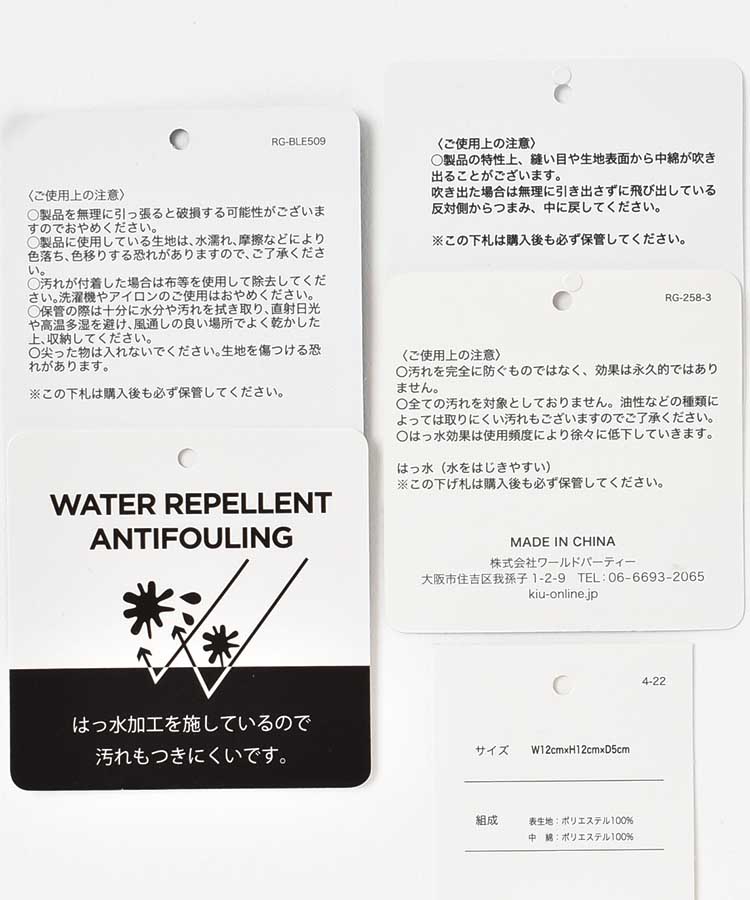 RG-BLE509
〈ご使用上の注意〉
○製品を無理に引っ張ると破損する可能性がございま
すのでおやめください。
○製品に使用している生地は、水濡れ、摩擦などにより
色落ち、色移りする恐れがありますので、ご了承くださ
い。
○汚れが付着した場合は布等を使用して除去してくだ
さい。洗濯機やアイロンのご使用はおやめください。
○保管の際は十分に水分や汚れを拭き取り、直射日光
や高温多湿を避け、風通しの良い場所でよく乾かした
上、収納してください。
○尖った物は入れないでください。生地を傷つける恐
れがあります。
※この下札は購入後も必ず保管してください。
WATER REPELLENT
ANTIFOULING
はっ水加工を施しているので
汚れもつきにくいです。
〈ご使用上の注意〉
○製品の特性上、縫い目や生地表面から中綿が吹き
出ることがございます。
吹き出た場合は無理に引き出さずに飛び出している
反対側からつまみ、中に戻してください。
※この下札は購入後も必ず保管してください。
RG-258-3
〈ご使用上の注意〉
○汚れを完全に防ぐものではなく、効果は永久的ではあり
ません。
○全ての汚れを対象としておりません。油性などの種類に
よっては取りにくい汚れもございますのでご了承ください。
○はっ水効果は使用頻度により徐々に低下していきます。
はっ水（水をはじきやすい）
※この下げ札は購入後も必ず保管してください。
MADE IN CHINA
株式会社ワールドパーティー
大阪市住吉区我孫子 1-2-9 TEL：06-6693-2065
kiu-online.jp
4-22
サイズ W12cm×H12cm×D5cm
組成 表生地：ポリエステル100%
中 綿：ポリエステル100%